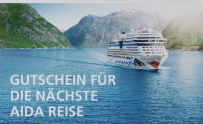 GUTSCHEIN FÜR
DIE NÄCHSTE
AIDA REISE